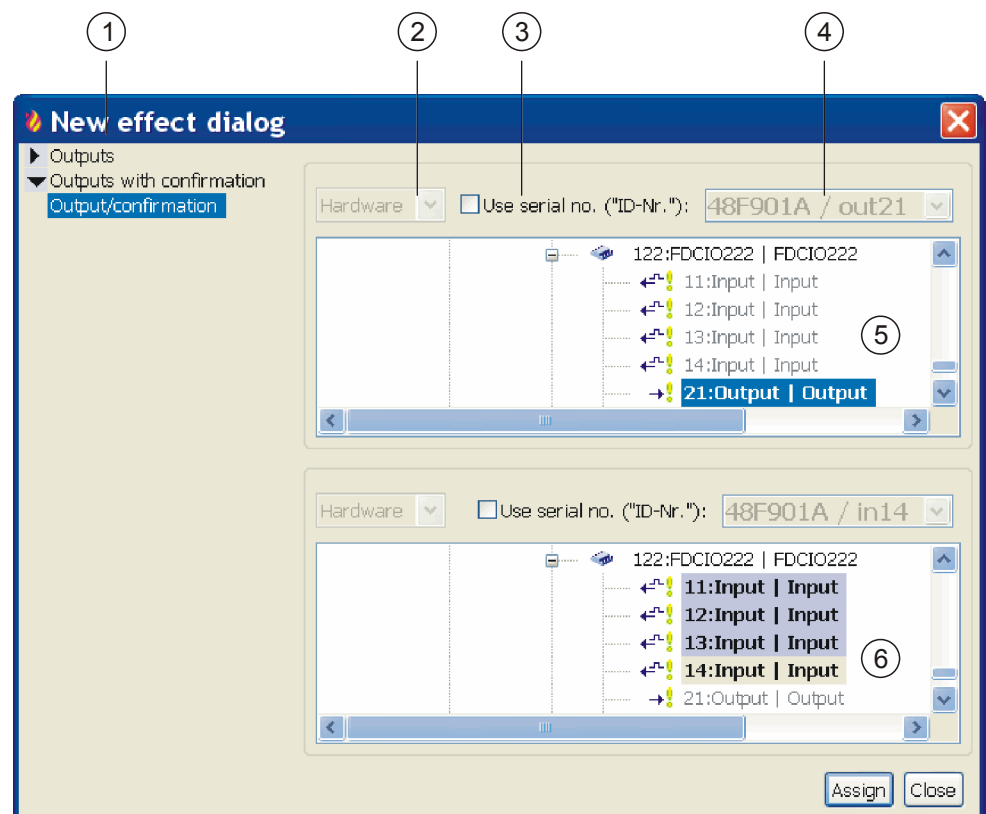 1 2 3 4
New effect dialog
Outputs
Outputs with confirmation
Output/confirmation
Hardware Use serial no. ("ID-Nr."): 48F901A / out21
122:FDCIO222 | FDCIO222
11:Input | Input
12:Input | Input
13:Input | Input
5
14:Input | Input
21:Output | Output
Hardware Use serial no. ("ID-Nr."): 48F901A / in14
122:FDCIO222 | FDCIO222
11:Input | Input
12:Input | Input
13:Input | Input
6
14:Input | Input
21:Output | Output
Assign Close